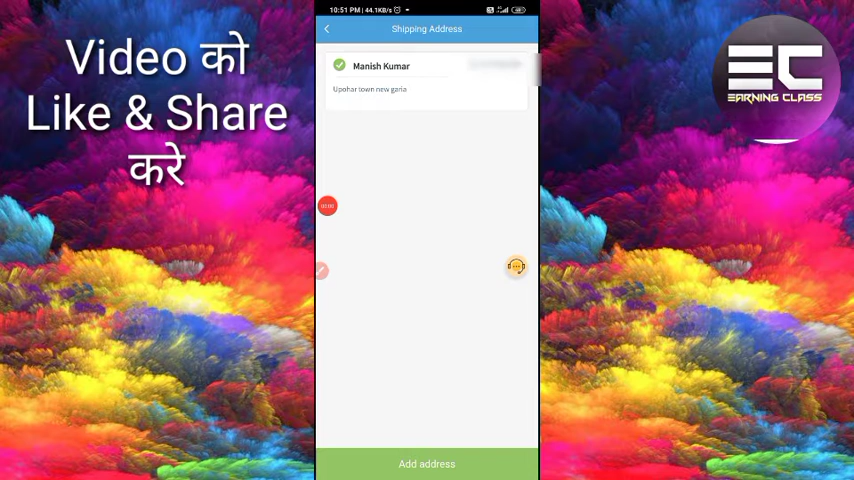 Video को
Like & Share
करे
10:51 PM | 44.1KB/s
Shipping Address
Manish Kumar
Upohar town new garia
Add address
EC
EARNING CLASS